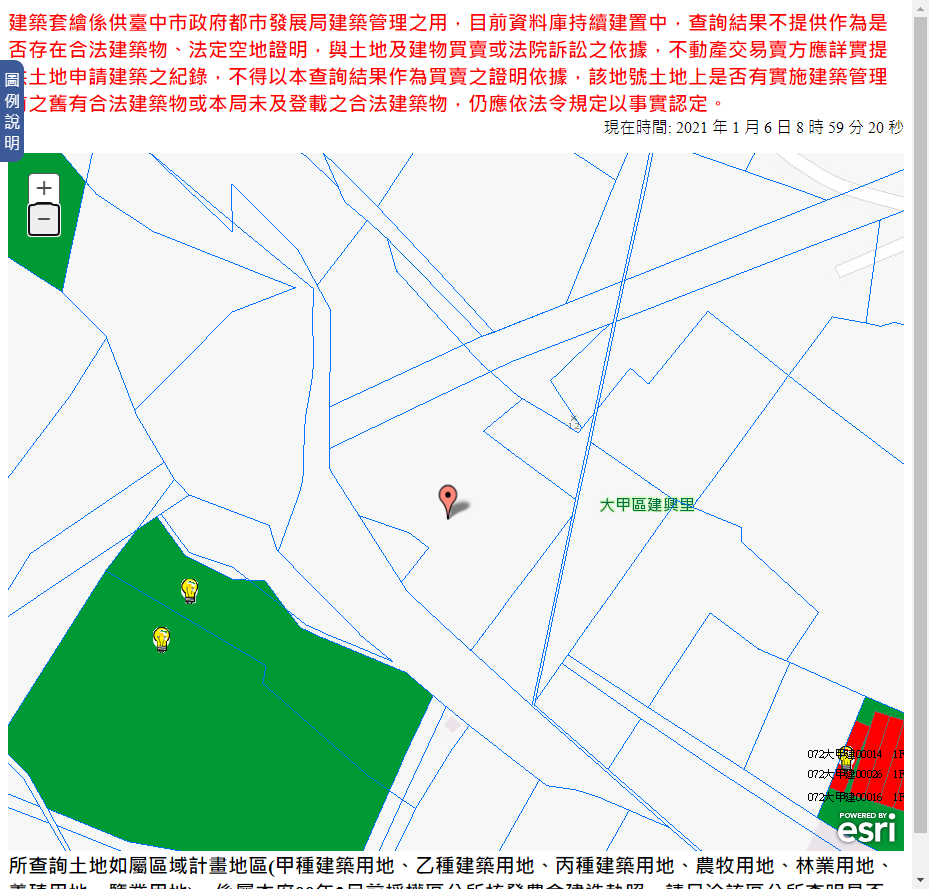 建築套繪係供臺中市政府都市發展局建築管理之用，目前資料庫持續建置中，查詢結果不提供作為是
否存在合法建築物、法定空地證明，與土地及建物買賣或法院訴訟之依據，不動產交易賣方應詳實提
土地申請建築之紀錄，不得以本查詢結果作為買賣之證明依據，該地號土地上是否有實施建築管理
之舊有合法建築物或本局未及登載之合法建築物，仍應依法令規定以事實認定。
圖例說明
現在時間: 2021 年 1 月 6 日 8 時 59 分 20 秒
+
−
12
大甲區建興里
072大甲建00014
072大甲建
072大甲建00016
POWERED BY
esri
所查詢土地如屬區域計畫地區(甲種建築用地、乙種建築用地、丙種建築用地、農牧用地、林業用地、